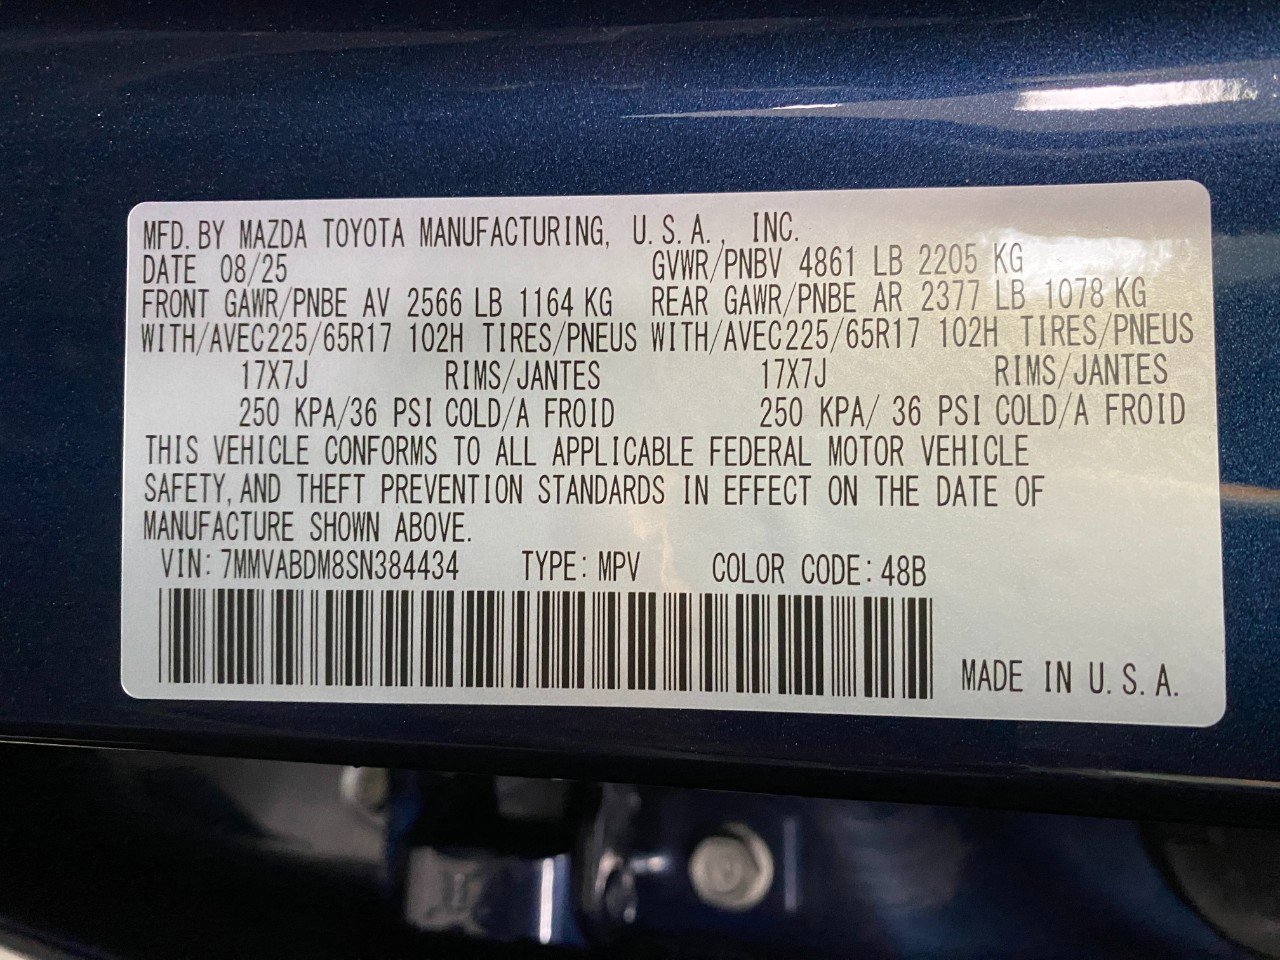 MFD. BY MAZDA TOYOTA MANUFACTURING, U.S.A., INC.
DATE 08/25 GVWR/PNBV 4861 LB 2205 KG
FRONT GAWR/PNBE AV 2566 LB 1164 KG REAR GAWR/PNBE AR 2377 LB 1078 KG
WITH/AVEC225/65R17 102H TIRES/PNEUS WITH/AVEC225/65R17 102H TIRES/PNEUS
17X7J RIMS/JANTES 17X7J RIMS/JANTES
250 KPA/36 PSI COLD/A FROID 250 KPA/ 36 PSI COLD/A FROID
THIS VEHICLE CONFORMS TO ALL APPLICABLE FEDERAL MOTOR VEHICLE
SAFETY, AND THEFT PREVENTION STANDARDS IN EFFECT ON THE DATE OF
MANUFACTURE SHOWN ABOVE.
VIN: 7MMVABDM8SN384434 TYPE: MPV COLOR CODE: 48B
MADE IN U.S.A.